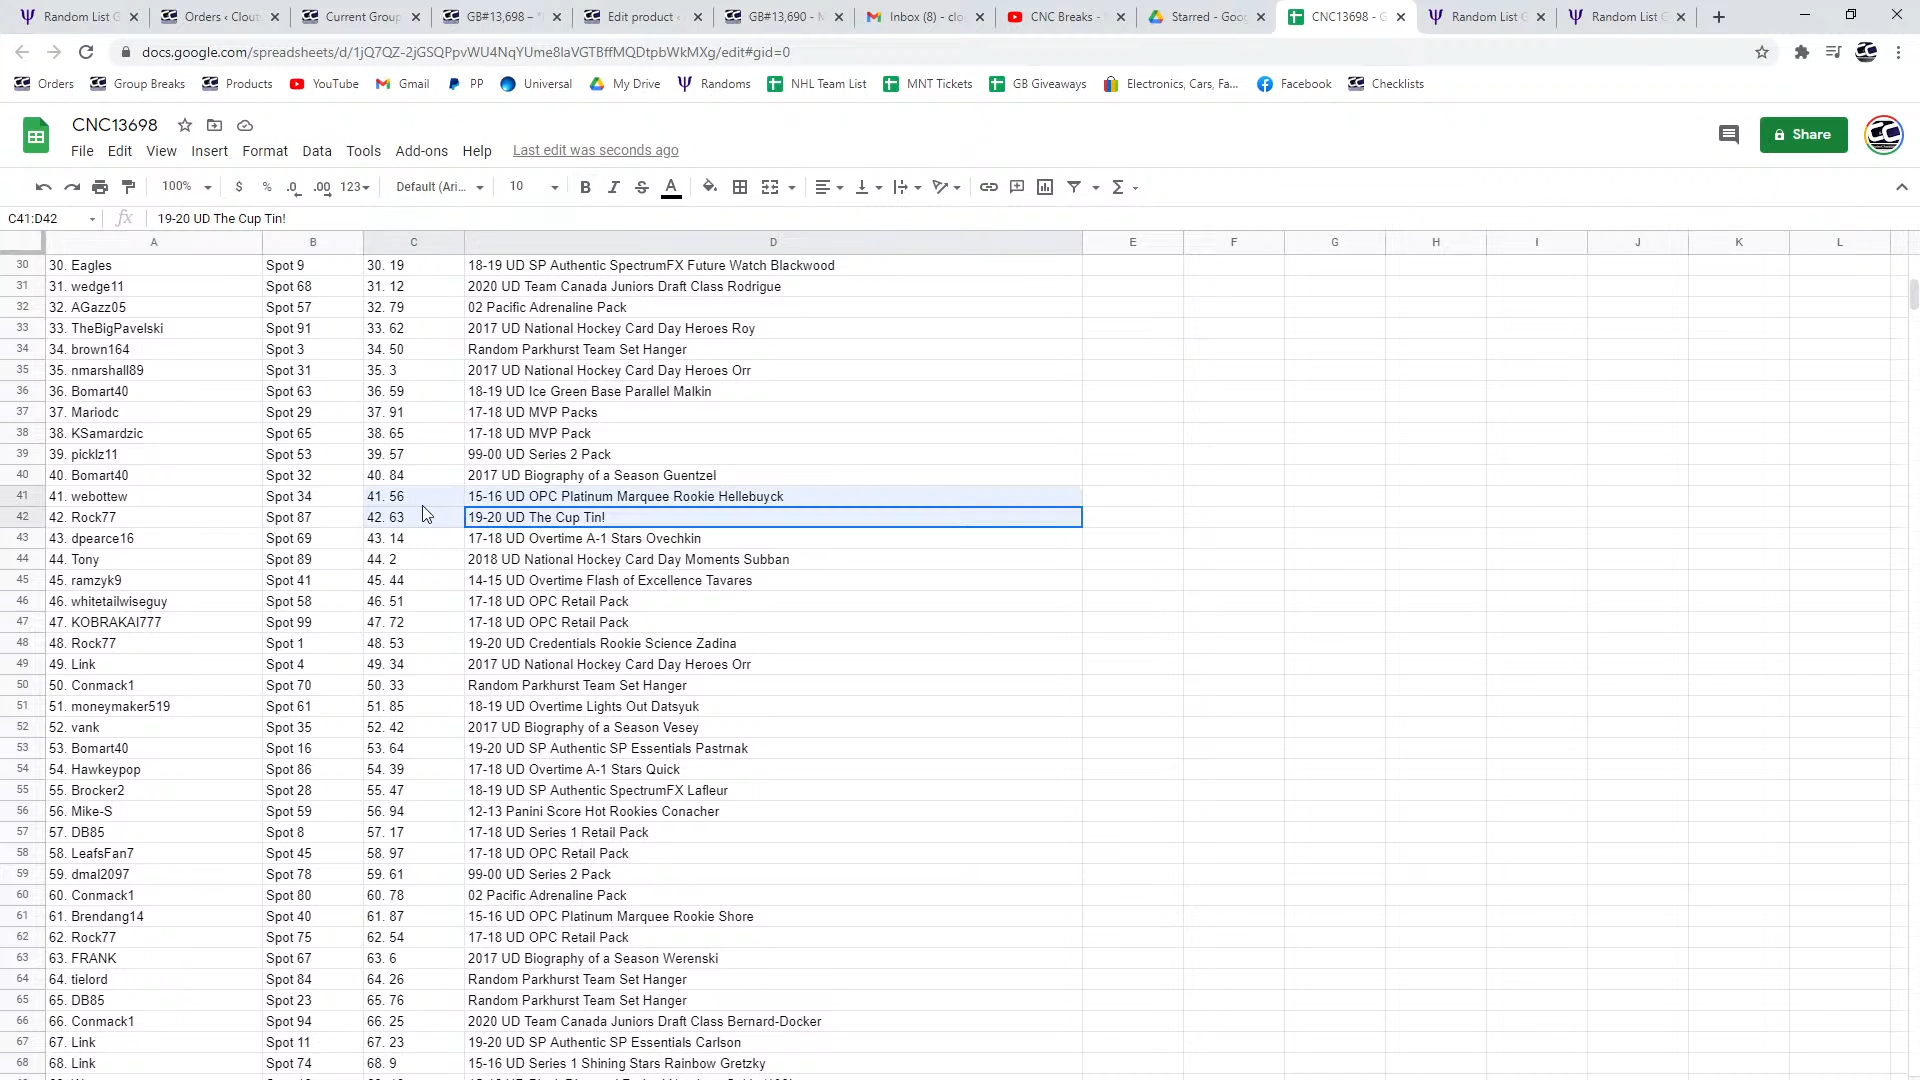 Random List G
Orders ‹ Clout
Current Group
GB#13,698 – "
Edit product ‹
GB#13,690 - M
Inbox (8) - clo
CNC Breaks -
Starred - Goog
CNC13698 - G
Random List G
Random List G
docs.google.com/spreadsheets/d/1jQ7QZ-2jGSQPpvWU4NqYUme8laVGTBffMQDtpbWkMXg/edit#gid=0
Orders Group Breaks Products YouTube Gmail PP Universal My Drive Randoms NHL Team List MNT Tickets GB Giveaways Electronics, Cars, Fa... Facebook Checklists
CNC13698
Share
File Edit View Insert Format Data Tools Add-ons Help Last edit was seconds ago
100% $ % .0 .00 123 Default (Ari... 10 B I S A
C41:D42 fx 19-20 UD The Cup Tin!
A B C D E F G H I J K L
30 30. Eagles Spot 9 30. 19 18-19 UD SP Authentic SpectrumFX Future Watch Blackwood
31 31. wedge11 Spot 68 31. 12 2020 UD Team Canada Juniors Draft Class Rodrigue
32 32. AGazz05 Spot 57 32. 79 02 Pacific Adrenaline Pack
33 33. TheBigPavelski Spot 91 33. 62 2017 UD National Hockey Card Day Heroes Roy
34 34. brown164 Spot 3 34. 50 Random Parkhurst Team Set Hanger
35 35. nmarshall89 Spot 31 35. 3 2017 UD National Hockey Card Day Heroes Orr
36 36. Bomart40 Spot 63 36. 59 18-19 UD Ice Green Base Parallel Malkin
37 37. Mariodc Spot 29 37. 91 17-18 UD MVP Packs
38 38. KSamardzic Spot 65 38. 65 17-18 UD MVP Pack
39 39. picklz11 Spot 53 39. 57 99-00 UD Series 2 Pack
40 40. Bomart40 Spot 32 40. 84 2017 UD Biography of a Season Guentzel
41 41. webottew Spot 34 41. 56 15-16 UD OPC Platinum Marquee Rookie Hellebuyck
42 42. Rock77 Spot 87 42. 63 19-20 UD The Cup Tin!
43 43. dpearce16 Spot 69 43. 14 17-18 UD Overtime A-1 Stars Ovechkin
44 44. Tony Spot 89 44. 2 2018 UD National Hockey Card Day Moments Subban
45 45. ramzyk9 Spot 41 45. 44 14-15 UD Overtime Flash of Excellence Tavares
46 46. whitetailwiseguy Spot 58 46. 51 17-18 UD OPC Retail Pack
47 47. KOBRAKAI777 Spot 99 47. 72 17-18 UD OPC Retail Pack
48 48. Rock77 Spot 1 48. 53 19-20 UD Credentials Rookie Science Zadina
49 49. Link Spot 4 49. 34 2017 UD National Hockey Card Day Heroes Orr
50 50. Conmack1 Spot 70 50. 33 Random Parkhurst Team Set Hanger
51 51. moneymaker519 Spot 61 51. 85 18-19 UD Overtime Lights Out Datsyuk
52 52. vank Spot 35 52. 42 2017 UD Biography of a Season Vesey
53 53. Bomart40 Spot 16 53. 64 19-20 UD SP Authentic SP Essentials Pastrnak
54 54. Hawkeypop Spot 86 54. 39 17-18 UD Overtime A-1 Stars Quick
55 55. Brocker2 Spot 28 55. 47 18-19 UD SP Authentic SpectrumFX Lafleur
56 56. Mike-S Spot 59 56. 94 12-13 Panini Score Hot Rookies Conacher
57 57. DB85 Spot 8 57. 17 17-18 UD Series 1 Retail Pack
58 58. LeafsFan7 Spot 45 58. 97 17-18 UD OPC Retail Pack
59 59. dmal2097 Spot 78 59. 61 99-00 UD Series 2 Pack
60 60. Conmack1 Spot 80 60. 78 02 Pacific Adrenaline Pack
61 61. Brendang14 Spot 40 61. 87 15-16 UD OPC Platinum Marquee Rookie Shore
62 62. Rock77 Spot 75 62. 54 17-18 UD OPC Retail Pack
63 63. FRANK Spot 67 63. 6 2017 UD Biography of a Season Werenski
64 64. tielord Spot 84 64. 26 Random Parkhurst Team Set Hanger
65 65. DB85 Spot 23 65. 76 Random Parkhurst Team Set Hanger
66 66. Conmack1 Spot 94 66. 25 2020 UD Team Canada Juniors Draft Class Bernard-Docker
67 67. Link Spot 11 67. 23 19-20 UD SP Authentic SP Essentials Carlson
68 68. Link Spot 74 68. 9 15-16 UD Series 1 Shining Stars Rainbow Gretzky